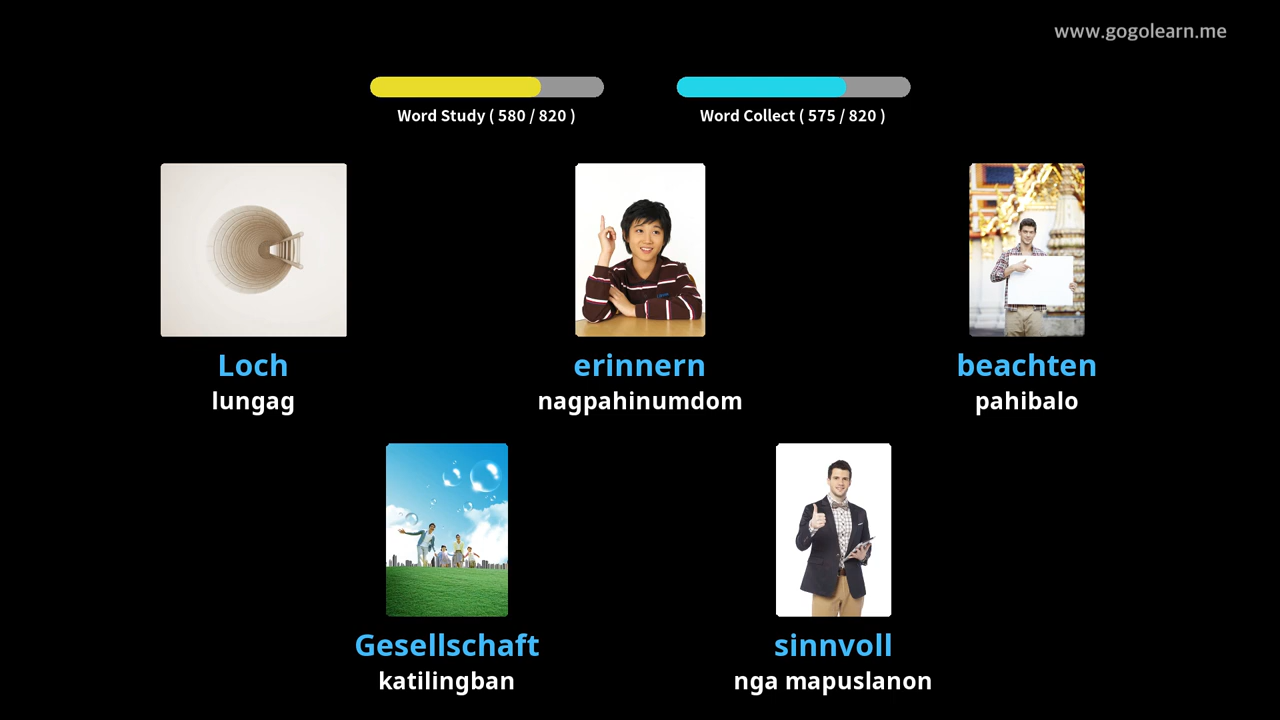 www.gogolearn.me
Word Study ( 580 / 820 )
Word Collect ( 575 / 820 )
Loch
lungag
erinnern
nagpahinumdom
beachten
pahibalo
Gesellschaft
katilingban
sinnvoll
nga mapuslanon